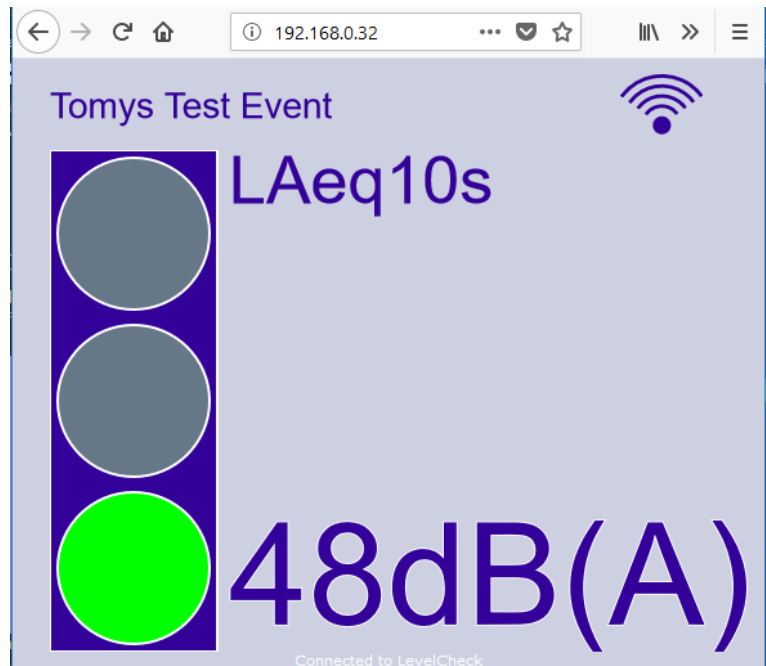 192.168.0.32
Tomys Test Event
LAeq10s
48dB(A)
Connected to LevelCheck